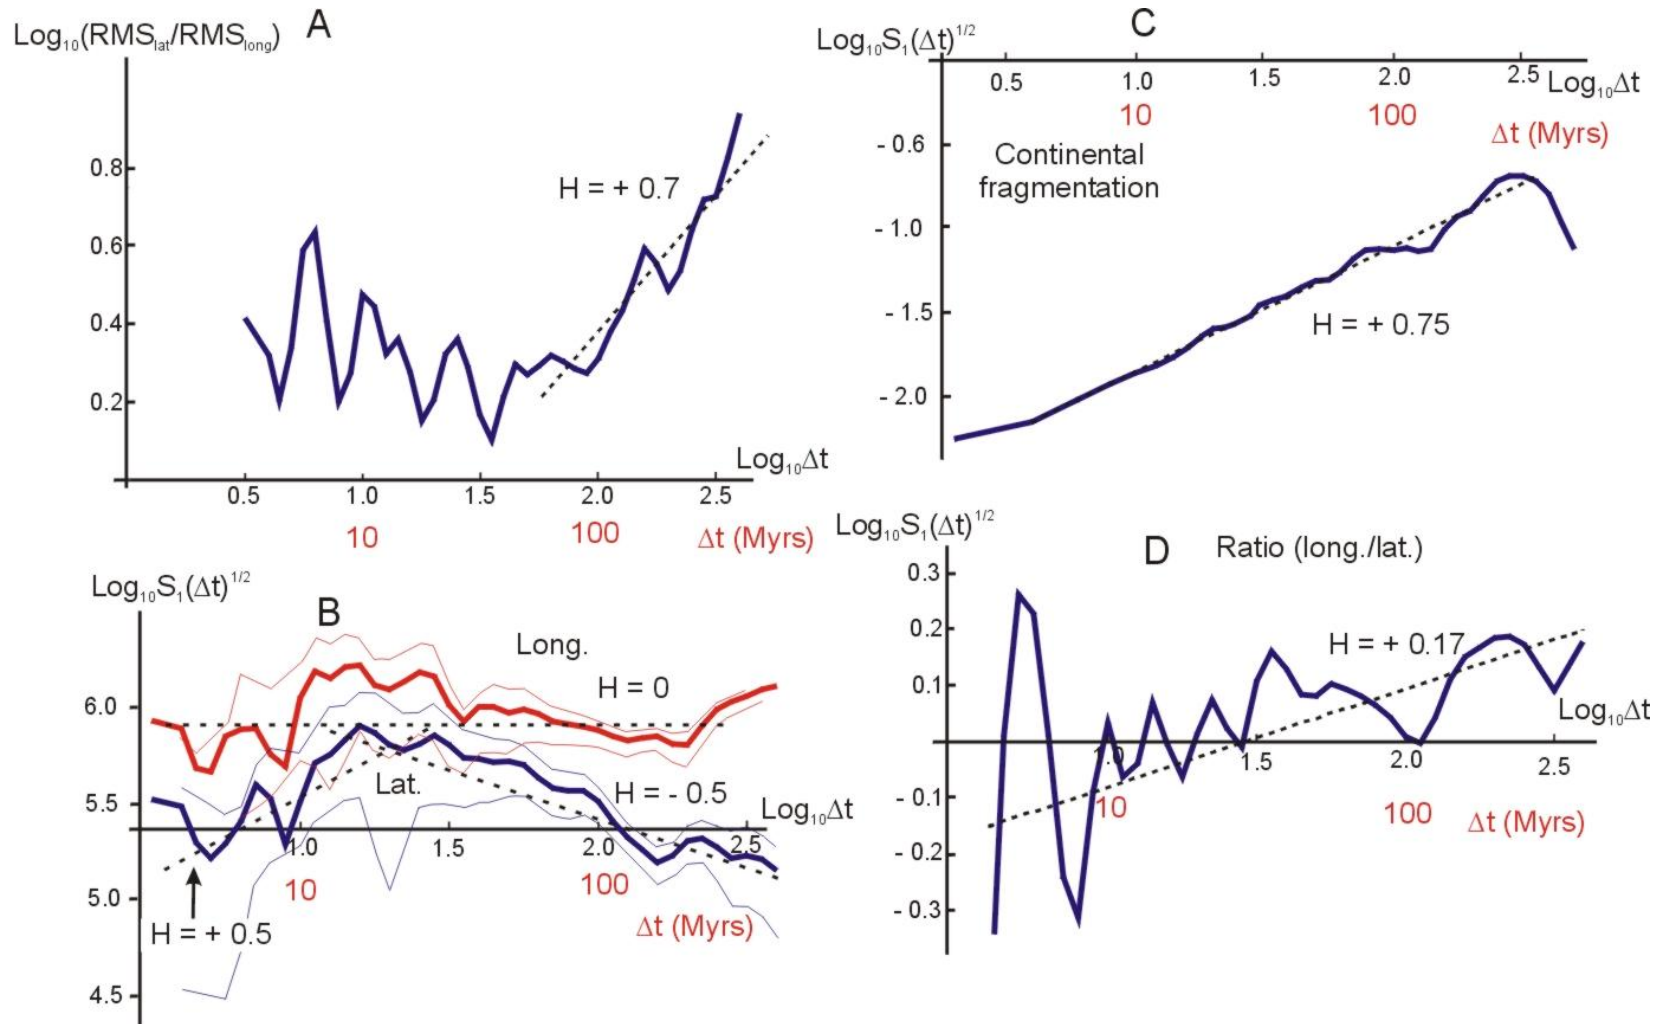 A
Log₁₀(RMSlat/RMSlong)
0.8
0.6
0.4
0.2
H = + 0.7
Log₁₀Δt
0.5 1.0 1.5 2.0 2.5
10 100 Δt (Myrs)
C
Log₁₀S₁(Δt)^1/2
0.5 1.0 1.5 2.0 2.5 Log₁₀Δt
10 100 Δt (Myrs)
- 0.6
- 1.0
- 1.5
- 2.0
Continental
fragmentation
H = + 0.75
B
Log₁₀S₁(Δt)^1/2
Long.
H = 0
6.0
5.5
5.0
4.5
Lat.
H = - 0.5
Log₁₀Δt
1.0 1.5 2.0 2.5
10 100 Δt (Myrs)
H = + 0.5
Log₁₀S₁(Δt)^1/2
D Ratio (long./lat.)
0.3
0.2
0.1
- 0.1
- 0.2
- 0.3
H = + 0.17
Log₁₀Δt
1.0 1.5 2.0 2.5
10 100 Δt (Myrs)